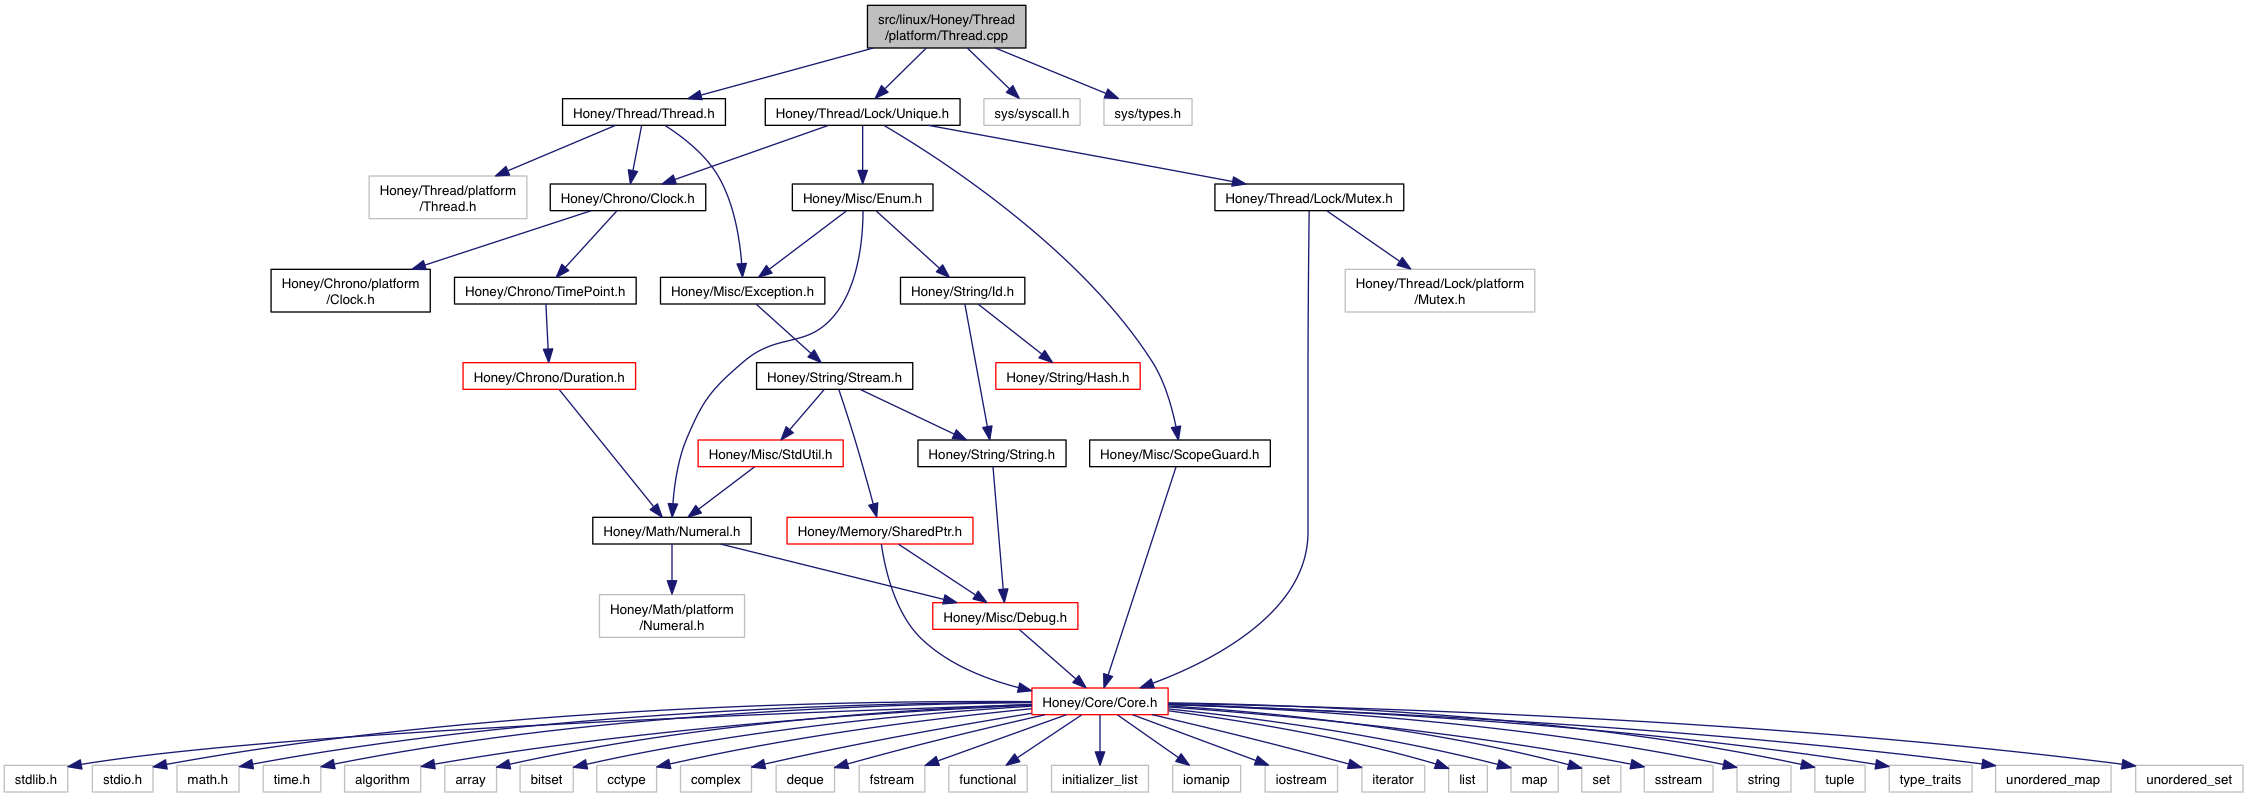 src/linux/Honey/Thread
/platform/Thread.cpp
Honey/Thread/Thread.h
Honey/Thread/Lock/Unique.h
sys/syscall.h
sys/types.h
Honey/Thread/platform
/Thread.h
Honey/Chrono/Clock.h
Honey/Misc/Enum.h
Honey/Thread/Lock/Mutex.h
Honey/Chrono/platform
/Clock.h
Honey/Chrono/TimePoint.h
Honey/Misc/Exception.h
Honey/String/Id.h
Honey/Thread/Lock/platform
/Mutex.h
Honey/Chrono/Duration.h
Honey/String/Stream.h
Honey/String/Hash.h
Honey/Misc/StdUtil.h
Honey/String/String.h
Honey/Misc/ScopeGuard.h
Honey/Math/Numeral.h
Honey/Memory/SharedPtr.h
Honey/Math/platform
/Numeral.h
Honey/Misc/Debug.h
Honey/Core/Core.h
stdlib.h
stdio.h
math.h
time.h
algorithm
array
bitset
cctype
complex
deque
fstream
functional
initializer_list
iomanip
iostream
iterator
list
map
set
sstream
string
tuple
type_traits
unordered_map
unordered_set